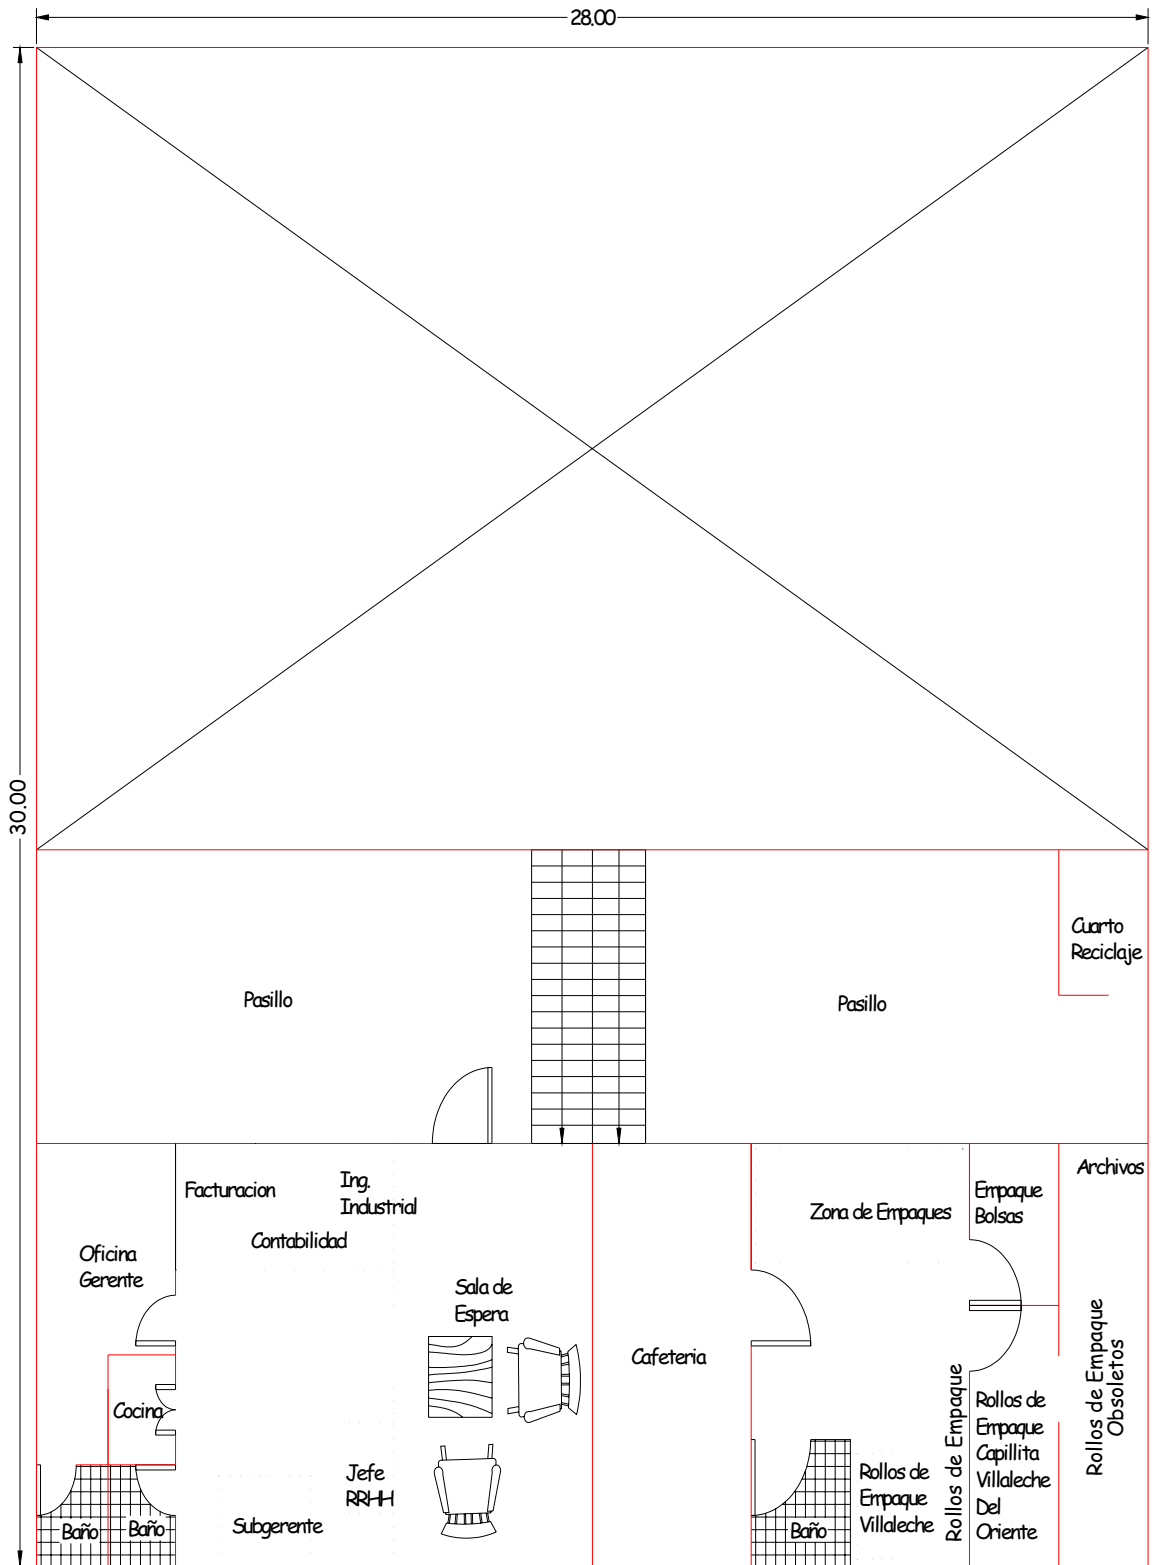 28.00
30.00
Cuarto
Reciclaje
Pasillo
Pasillo
Facturacion
Ing.
Industrial
Contabilidad
Oficina
Gerente
Sala de
Espera
Cocina
Jefe
RRHH
Subgerente
Baño
Baño
Cafeteria
Zona de Empaques
Empaque
Bolsas
Archivos
Baño
Rollos de
Empaque
Villaleche
Rollos de Empaque
Rollos de
Empaque
Capillita
Villaleche
Del
Oriente
Rollos de Empaque
Obsoletos